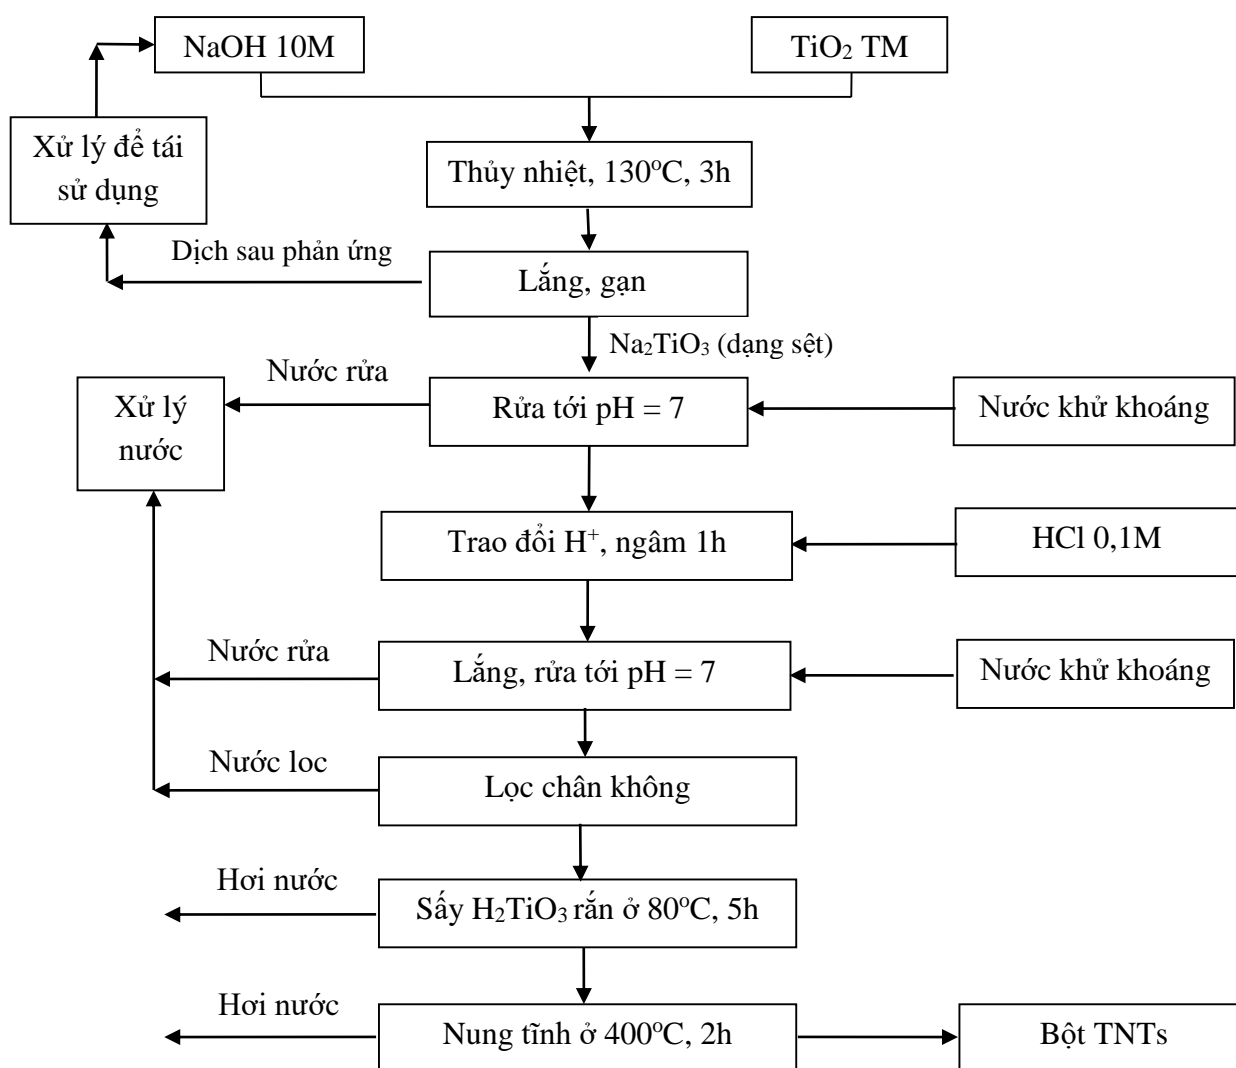 NaOH 10M
TiO₂ TM
Xử lý để tái
sử dụng
Thủy nhiệt, 130°C, 3h
Dịch sau phản ứng
Lắng, gạn
Na₂TiO₃ (dạng sệt)
Nước rửa
Xử lý
nước
Rửa tới pH = 7
Nước khử khoáng
Trao đổi H⁺, ngâm 1h
HCl 0,1M
Nước rửa
Lắng, rửa tới pH = 7
Nước khử khoáng
Nước loc
Lọc chân không
Hơi nước
Sấy H₂TiO₃ rắn ở 80°C, 5h
Hơi nước
Nung tĩnh ở 400°C, 2h
Bột TNTs